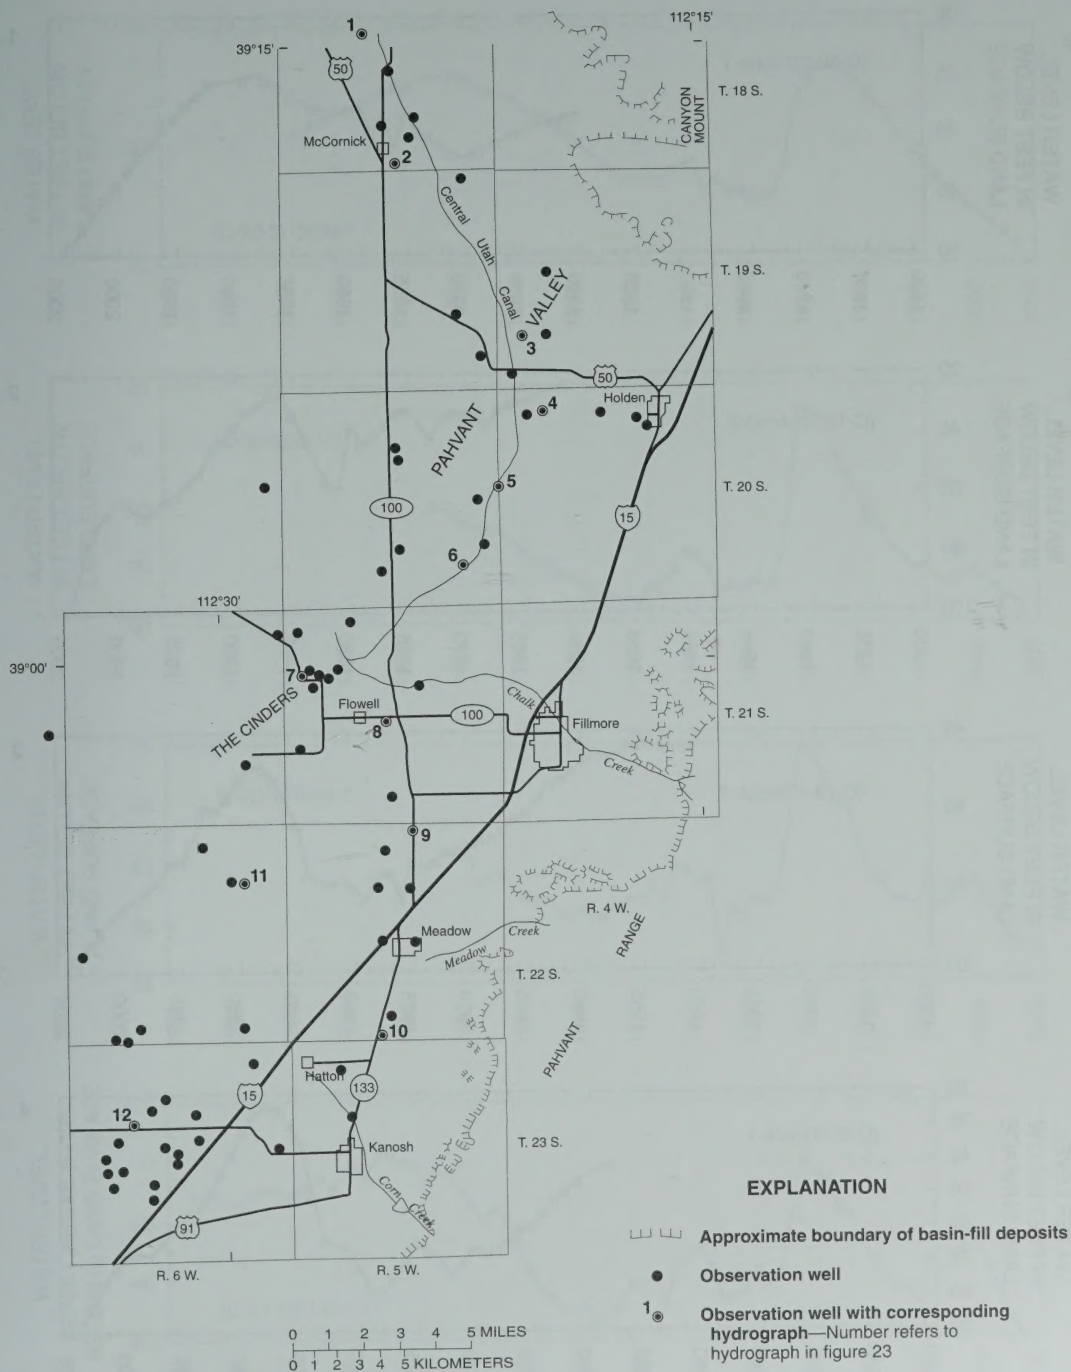 112°15'
1
39°15'
50
T. 18 S.
CANYON
MOUNT
McCornick
2
Central
Utah
Canal
T. 19 S.
VALLEY
3
50
Holden
4
PAHVANT
5
T. 20 S.
100
15
6
112°30'
39°00'
7
THE CINDERS
Flowell
8
100
Chalk
Fillmore
Creek
T. 21 S.
9
11
R. 4 W.
RANGE
Meadow
Meadow
Creek
T. 22 S.
10
PAHVANT
Hatton
133
15
12
Kanosh
T. 23 S.
Corn
Creek
91
R. 6 W.
R. 5 W.
EXPLANATION
Approximate boundary of basin-fill deposits
Observation well
1
Observation well with corresponding
hydrograph—Number refers to
hydrograph in figure 23
0 1 2 3 4 5 MILES
0 1 2 3 4 5 KILOMETERS